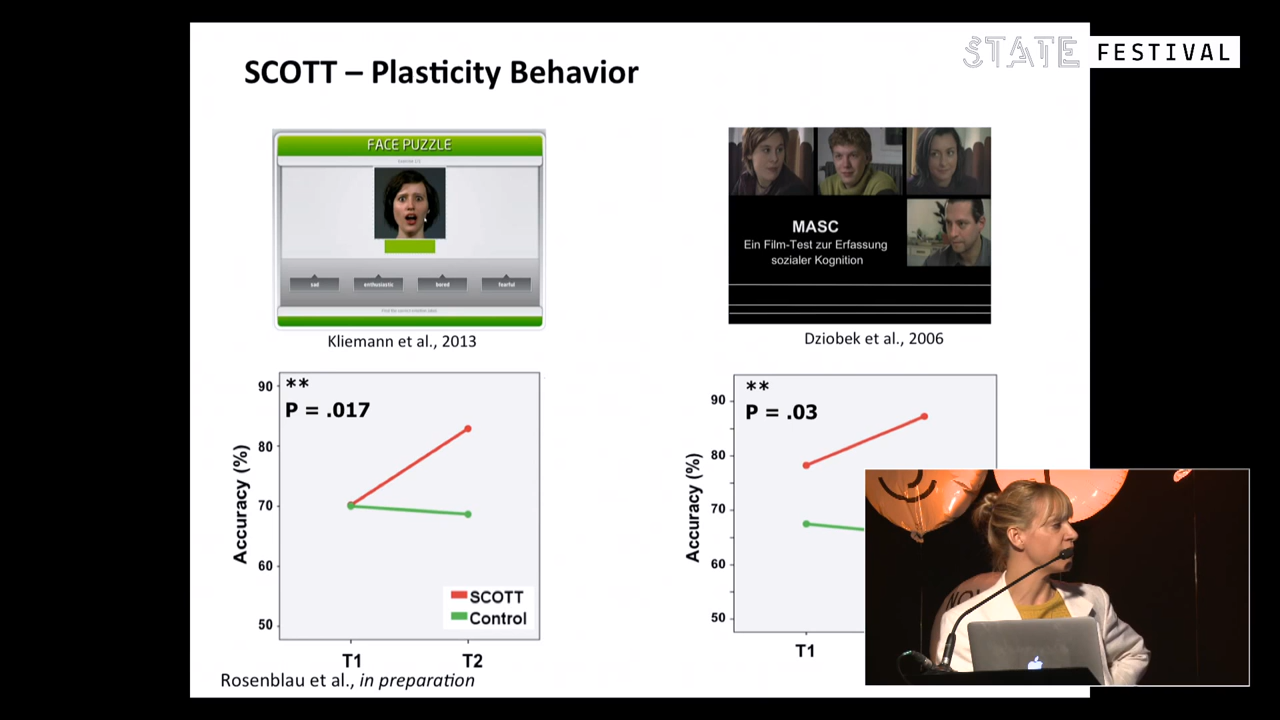 STATE FESTIVAL
SCOTT – Plasticity Behavior
FACE PUZZLE
sad
enthusiastic
bored
fearful
Kliemann et al., 2013
MASC
Ein Film-Test zur Erfassung
sozialer Kognition
Dziobek et al., 2006
**
P = .017
Accuracy (%)
90
80
70
60
50
SCOTT
Control
T1
T2
**
P = .03
Accuracy (%)
90
80
70
60
50
T1
Rosenblau et al., in preparation